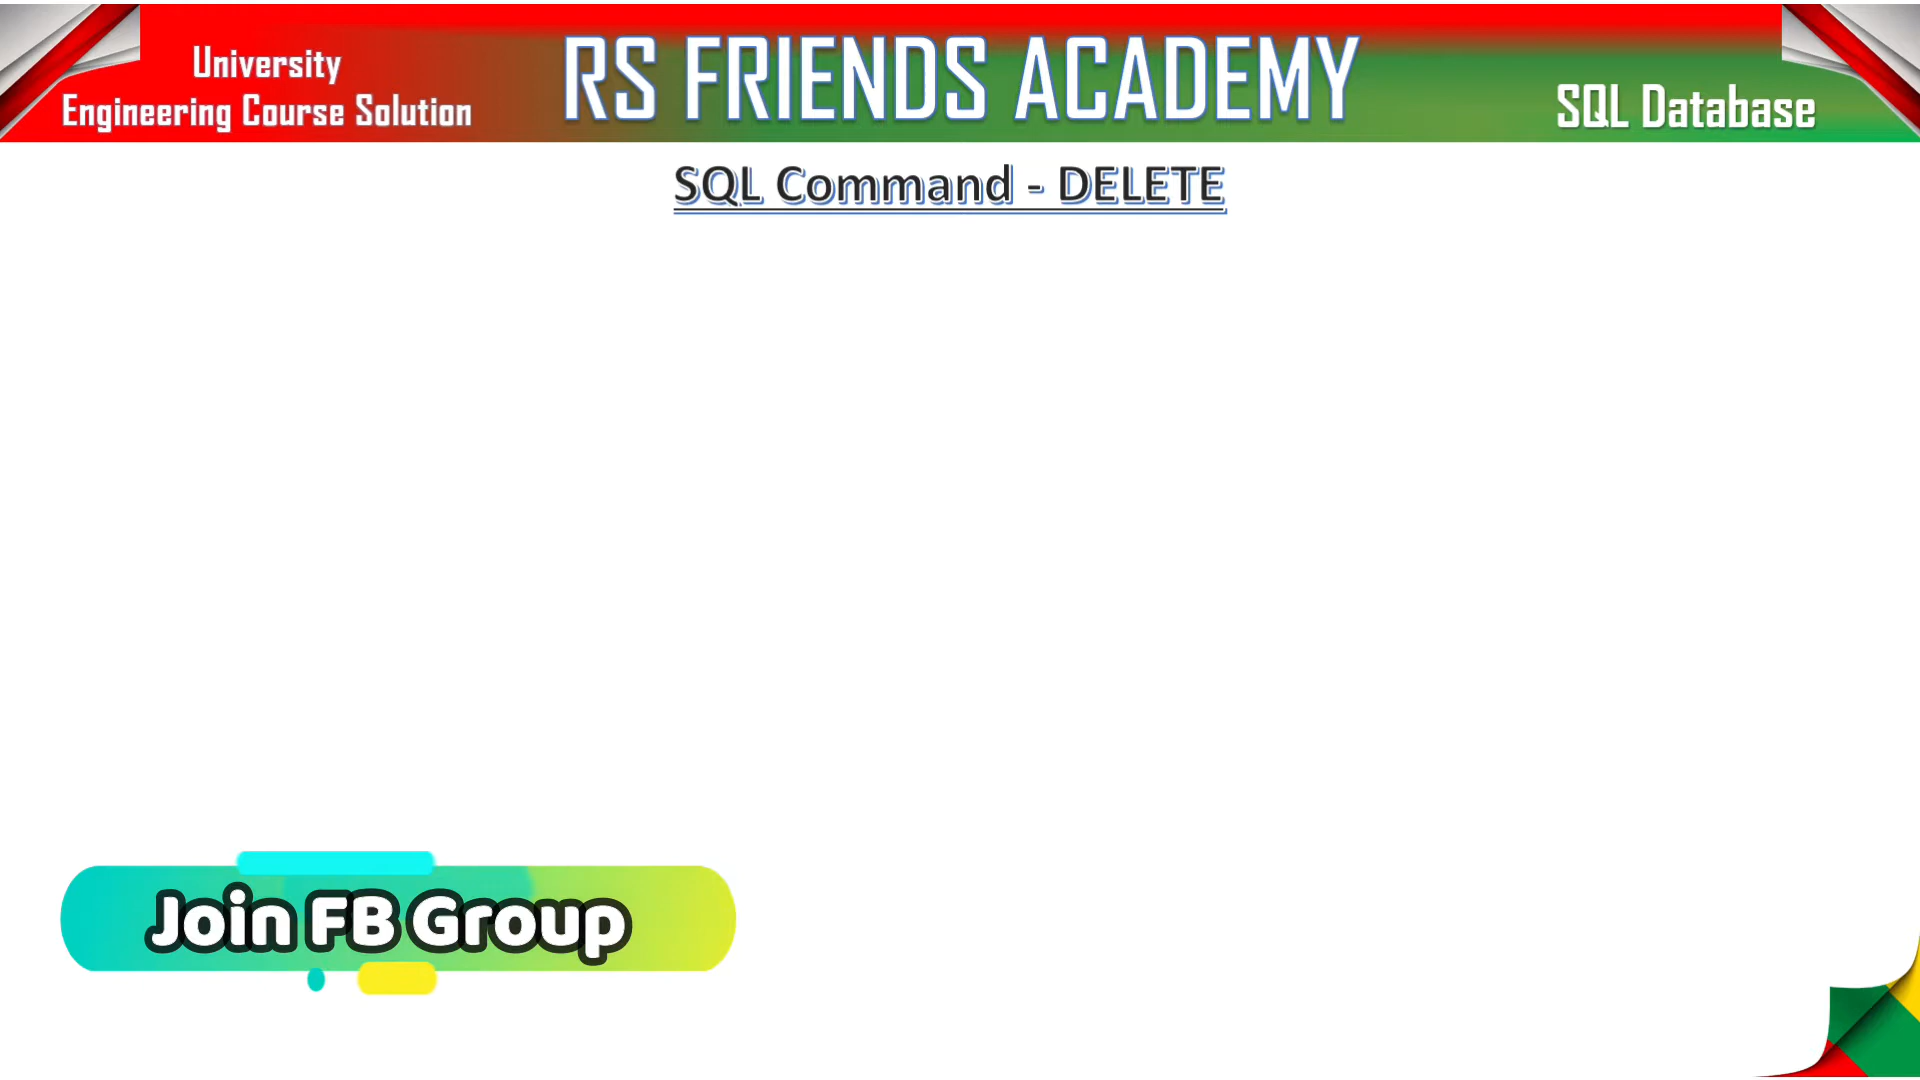 University
Engineering Course Solution
RS FRIENDS ACADEMY
SQL Database
SQL Command - DELETE
Join FB Group